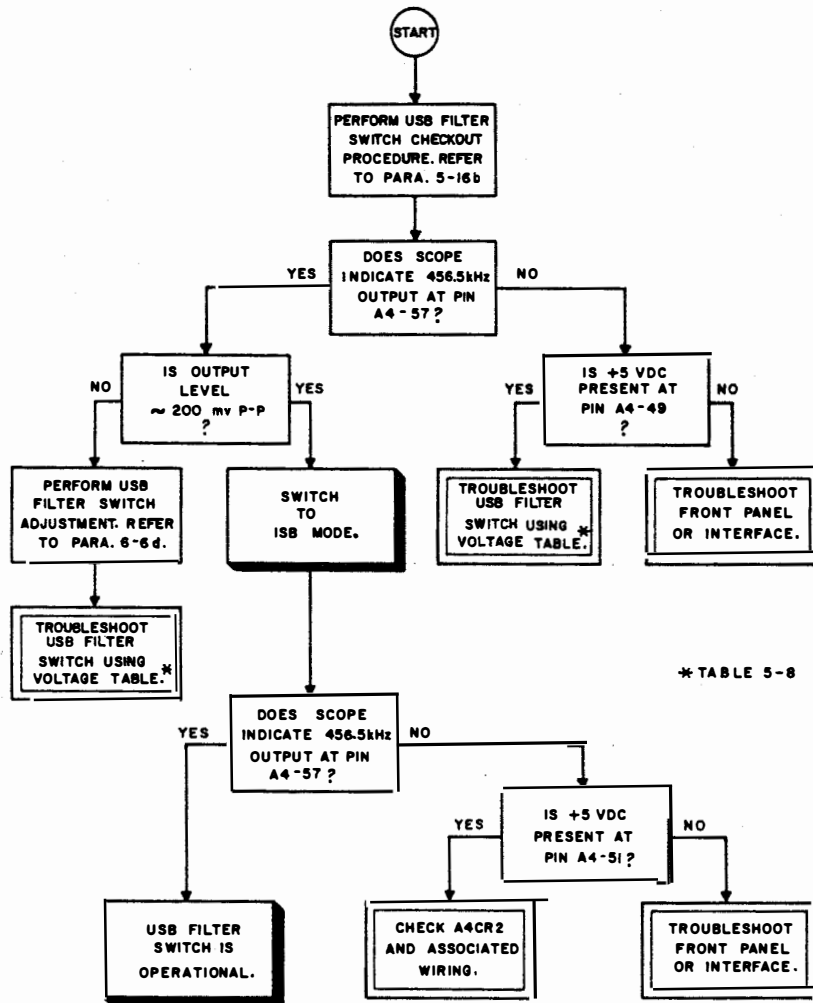 START
PERFORM USB FILTER
SWITCH CHECKOUT
PROCEDURE. REFER
TO PARA. 5-16b
DOES SCOPE
INDICATE 456.5kHz
OUTPUT AT PIN
A4-57?
YES
NO
IS OUTPUT
LEVEL
~ 200 mv P-P
?
NO
YES
IS +5 VDC
PRESENT AT
PIN A4-49
?
YES
NO
PERFORM USB
FILTER SWITCH
ADJUSTMENT. REFER
TO PARA. 6-6d.
SWITCH
TO
ISB MODE.
TROUBLESHOOT
USB FILTER
SWITCH USING
VOLTAGE TABLE.*
TROUBLESHOOT
FRONT PANEL
OR INTERFACE.
TROUBLESHOOT
USB FILTER
SWITCH USING
VOLTAGE TABLE.*
* TABLE 5-8
DOES SCOPE
INDICATE 456.5kHz
OUTPUT AT PIN
A4-57?
YES
NO
IS +5 VDC
PRESENT AT
PIN A4-51?
YES
NO
USB FILTER
SWITCH IS
OPERATIONAL.
CHECK A4CR2
AND ASSOCIATED
WIRING.
TROUBLESHOOT
FRONT PANEL
OR INTERFACE.